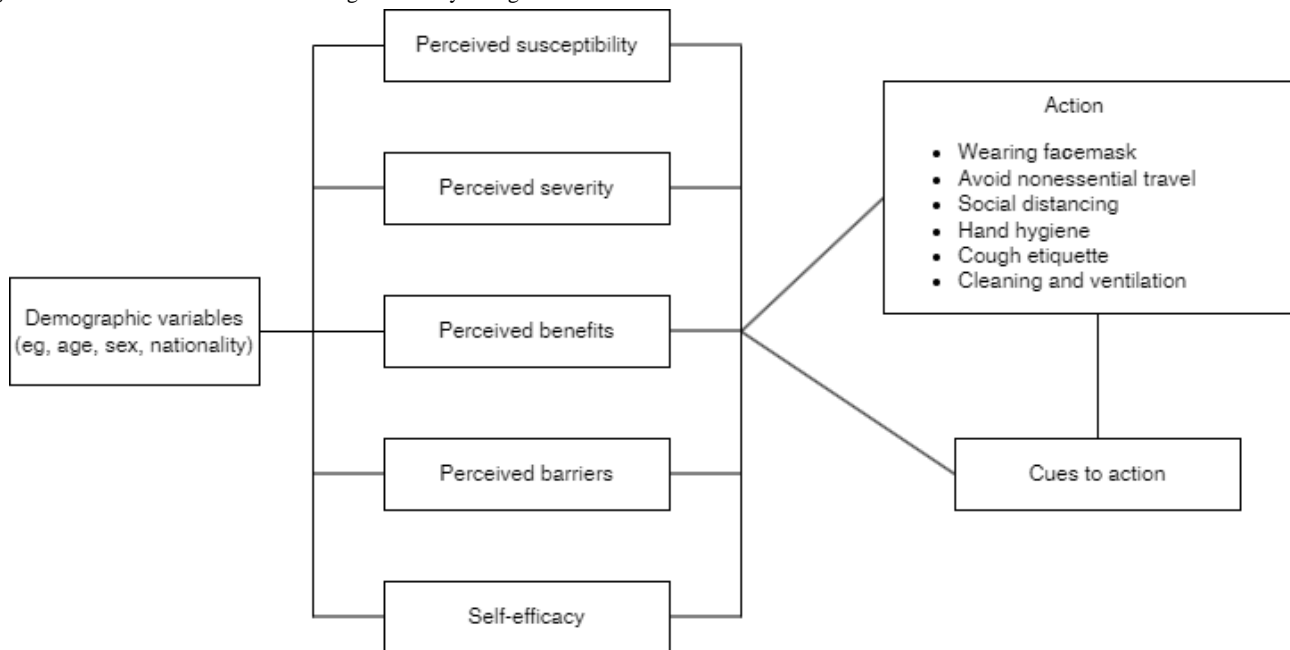 Perceived susceptibility
Perceived severity
Demographic variables
(eg, age, sex, nationality)
Perceived benefits
Perceived barriers
Self-efficacy
Action
• Wearing facemask
• Avoid nonessential travel
• Social distancing
• Hand hygiene
• Cough etiquette
• Cleaning and ventilation
Cues to action